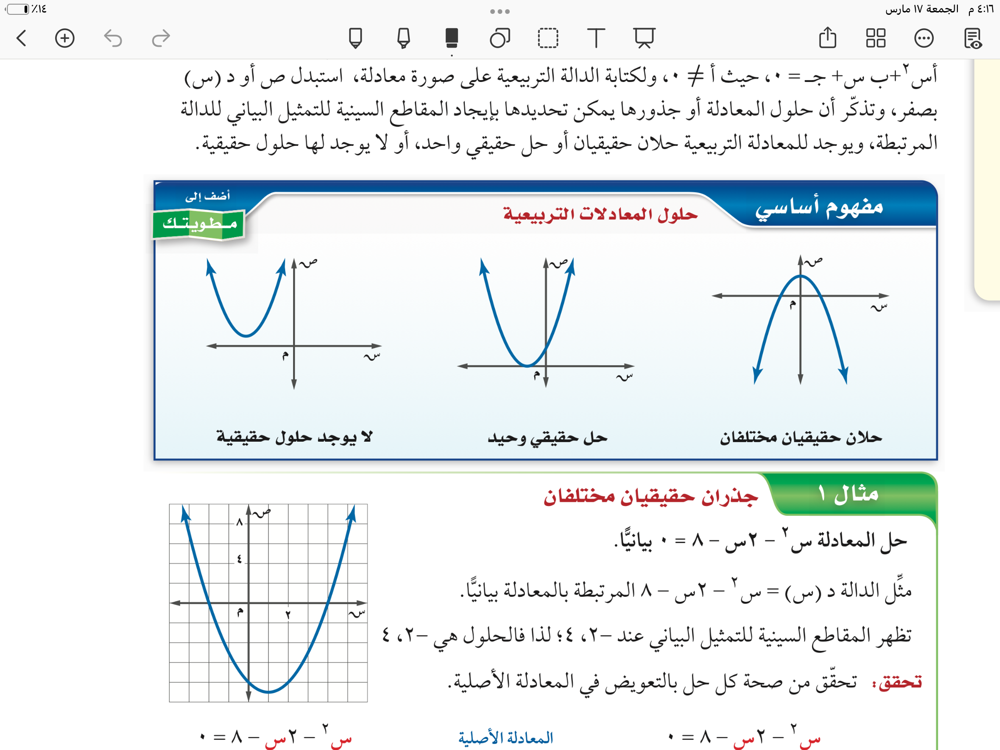 ٤:١٦ م الجمعة ١٧ مارس
٪١٤
أس٢ + ب س + جـ = ٠، حيث أ ≠ ٠، ولكتابة الدالة التربيعية على صورة معادلة، استبدل ص أو د (س)
بصفر، وتذكّر أن حلول المعادلة أو جذورها يمكن تحديدها بإيجاد المقاطع السينية للتمثيل البياني للدالة
المرتبطة، ويوجد للمعادلة التربيعية حلان حقيقيان أو حل حقيقي واحد، أو لا يوجد لها حلول حقيقية.
مفهوم أساسي
حلول المعادلات التربيعية
أضف إلى
مطويتك
ص
س
م
ص
س
م
ص
س
م
حلان حقيقيان مختلفان
حل حقيقي وحيد
لا يوجد حلول حقيقية
مثال ١
جذران حقيقيان مختلفان
حل المعادلة س٢ – ٢س – ٨ = ٠ بيانيًّا.
مثِّل الدالة د (س) = س٢ – ٢س – ٨ المرتبطة بالمعادلة بيانيًّا.
تظهر المقاطع السينية للتمثيل البياني عند –٢، ٤؛ لذا فالحلول هي –٢، ٤
تحقق: تحقّق من صحة كل حل بالتعويض في المعادلة الأصلية.
ص
٨
٤
م
٢
س
س٢ – ٢س – ٨ = ٠
المعادلة الأصلية
س٢ – ٢س – ٨ = ٠